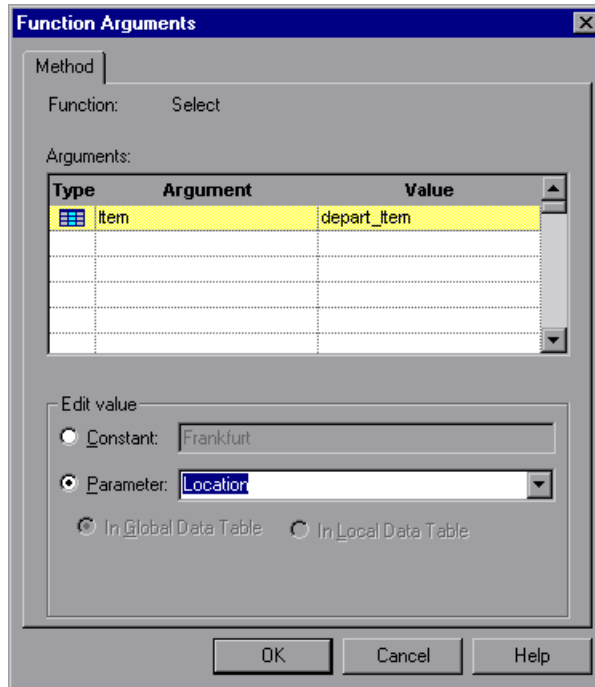 Function Arguments
Method
Function: Select
Arguments:
Type Argument Value
Item depart_Item
Edit value
Constant: Frankfurt
Parameter: Location
In Global Data Table In Local Data Table
OK Cancel Help